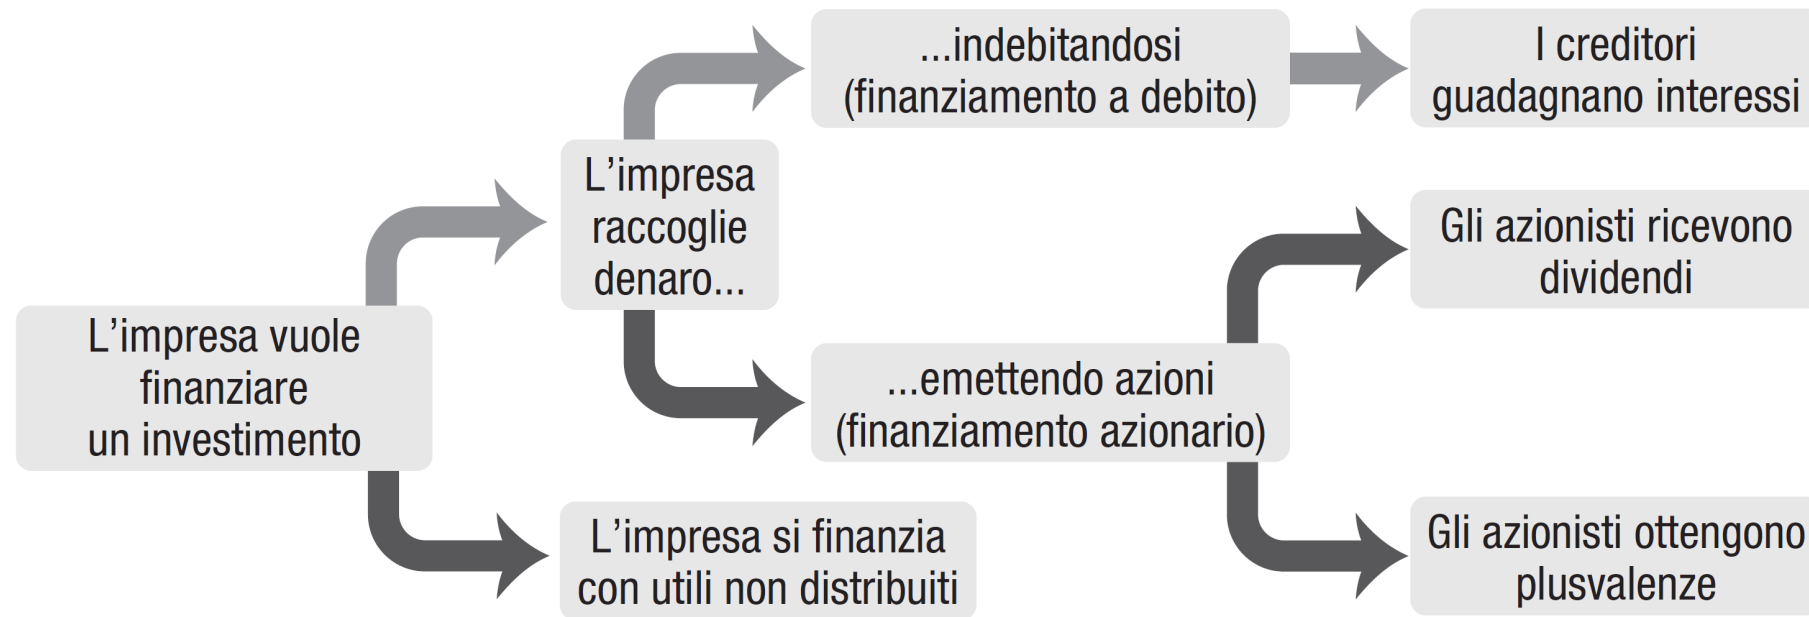 L'impresa vuole
finanziare
un investimento
L'impresa
raccoglie
denaro...
...indebitandosi
(finanziamento a debito)
I creditori
guadagnano interessi
...emettendo azioni
(finanziamento azionario)
Gli azionisti ricevono
dividendi
Gli azionisti ottengono
plusvalenze
L'impresa si finanzia
con utili non distribuiti